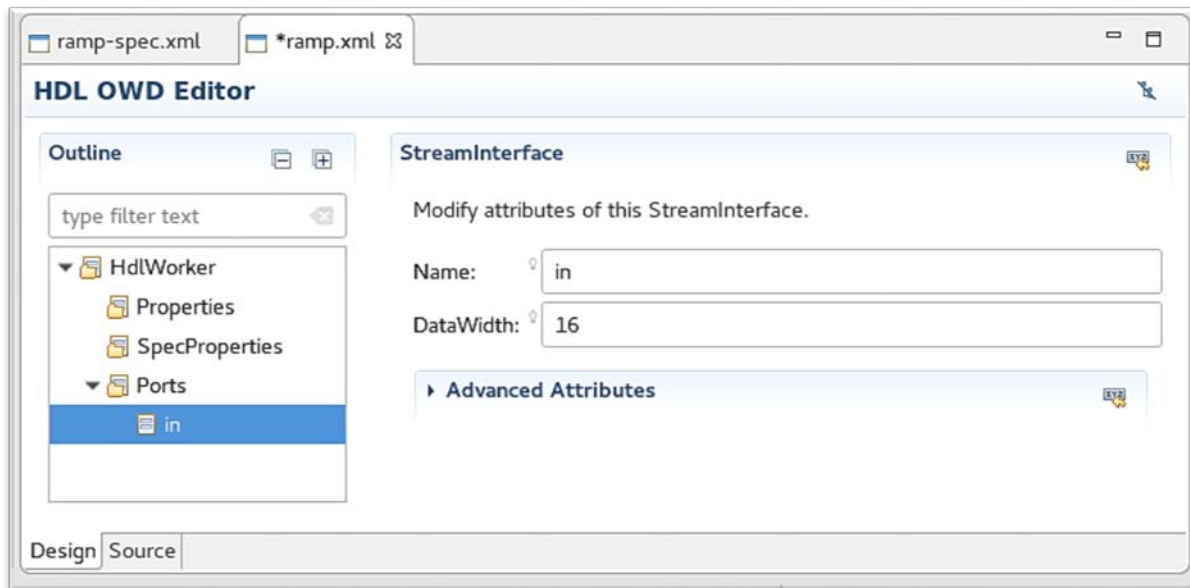 ramp-spec.xml *ramp.xml
HDL OWD Editor
Outline
type filter text
HdlWorker
Properties
SpecProperties
Ports
in
StreamInterface
Modify attributes of this StreamInterface.
Name: in
DataWidth: 16
Advanced Attributes
Design Source